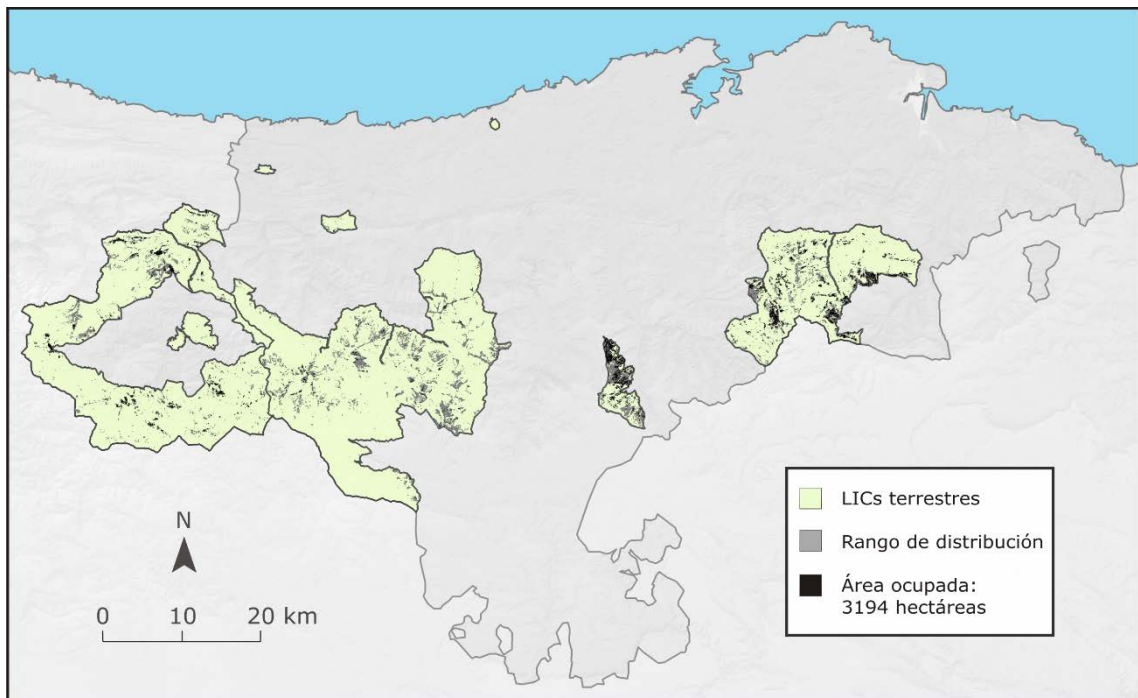 N
0 10 20 km
LICs terrestres
Rango de distribución
Área ocupada:
3194 hectáreas